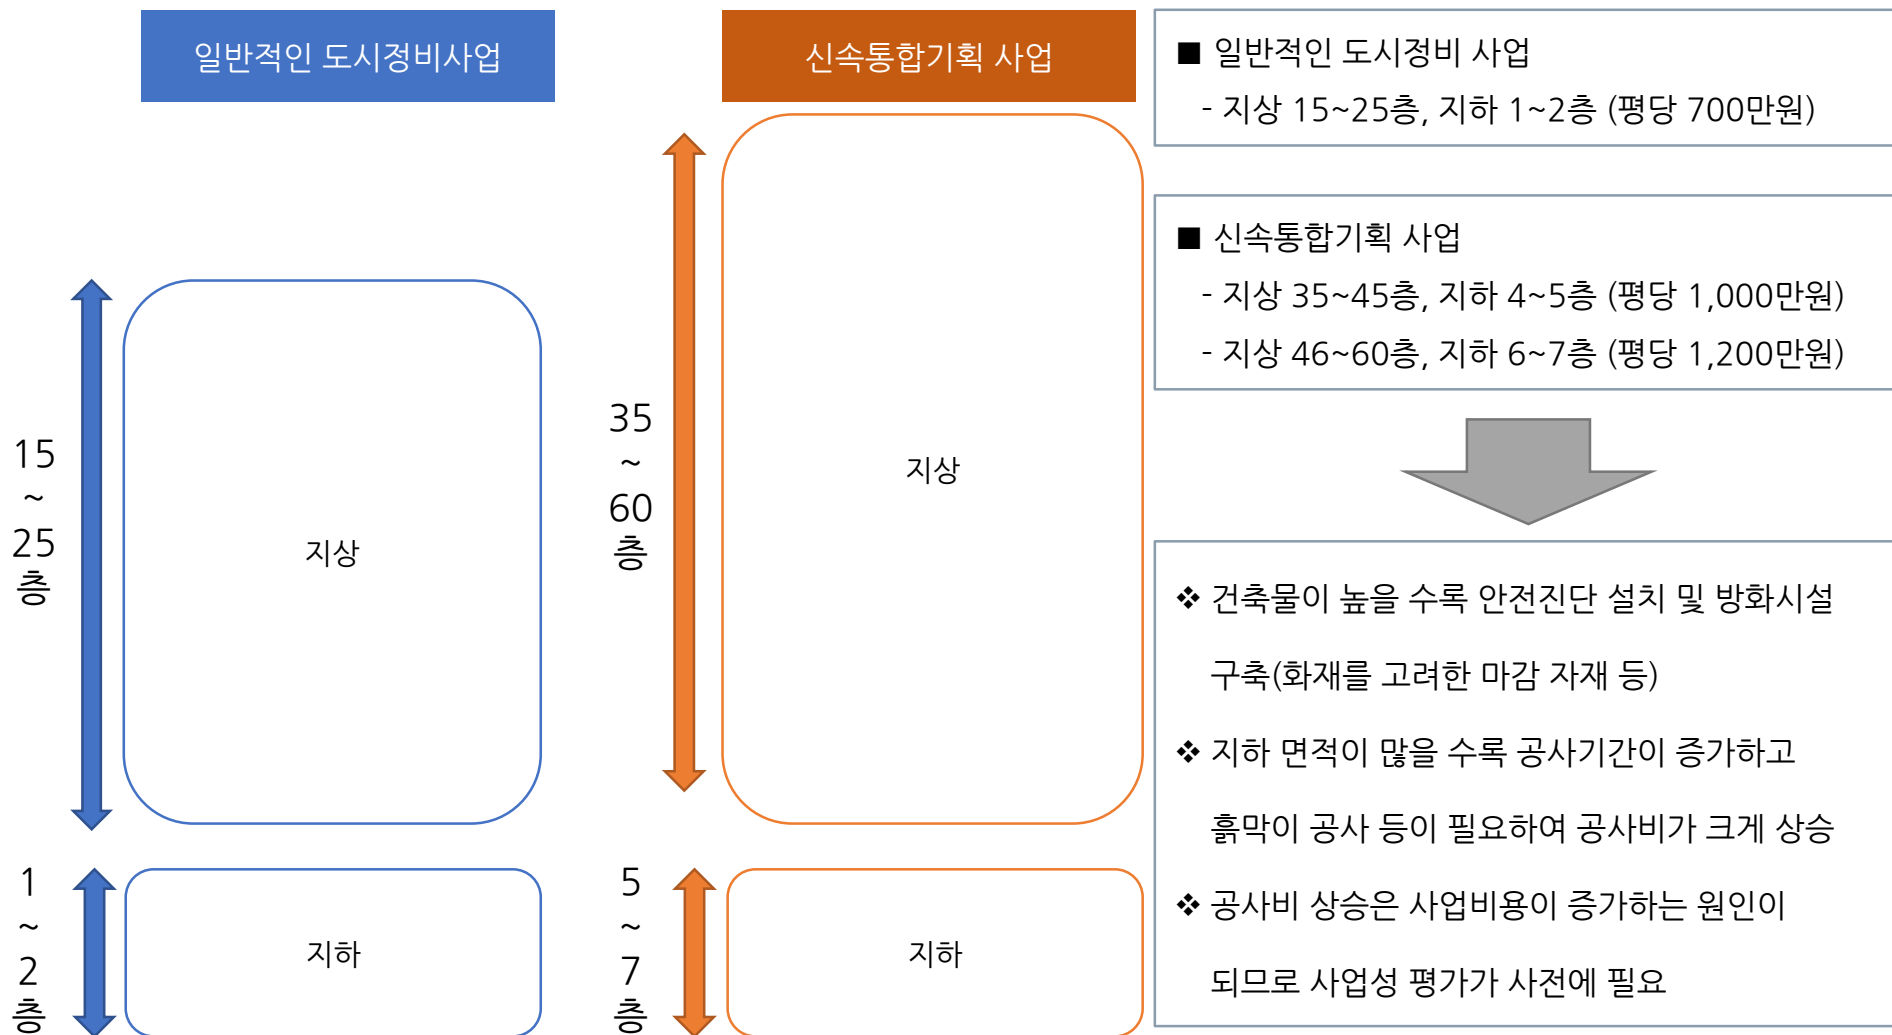 일반적인 도시정비사업
15
~
25
층
지상
1
~
2
층
지하
신속통합기획 사업
35
~
60
층
지상
5
~
7
층
지하
■ 일반적인 도시정비 사업
- 지상 15~25층, 지하 1~2층 (평당 700만원)
■ 신속통합기획 사업
- 지상 35~45층, 지하 4~5층 (평당 1,000만원)
- 지상 46~60층, 지하 6~7층 (평당 1,200만원)
❖ 건축물이 높을 수록 안전진단 설치 및 방화시설
구축(화재를 고려한 마감 자재 등)
❖ 지하 면적이 많을 수록 공사기간이 증가하고
흙막이 공사 등이 필요하여 공사비가 크게 상승
❖ 공사비 상승은 사업비용이 증가하는 원인이
되므로 사업성 평가가 사전에 필요